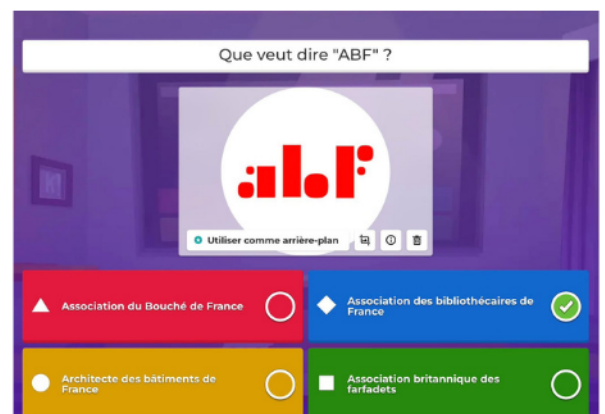 Que veut dire "ABF" ?
abf
Utiliser comme arrière-plan
Association du Bouché de France
Association des bibliothécaires de
France
Architecte des bâtiments de
France
Association britannique des
farfadets